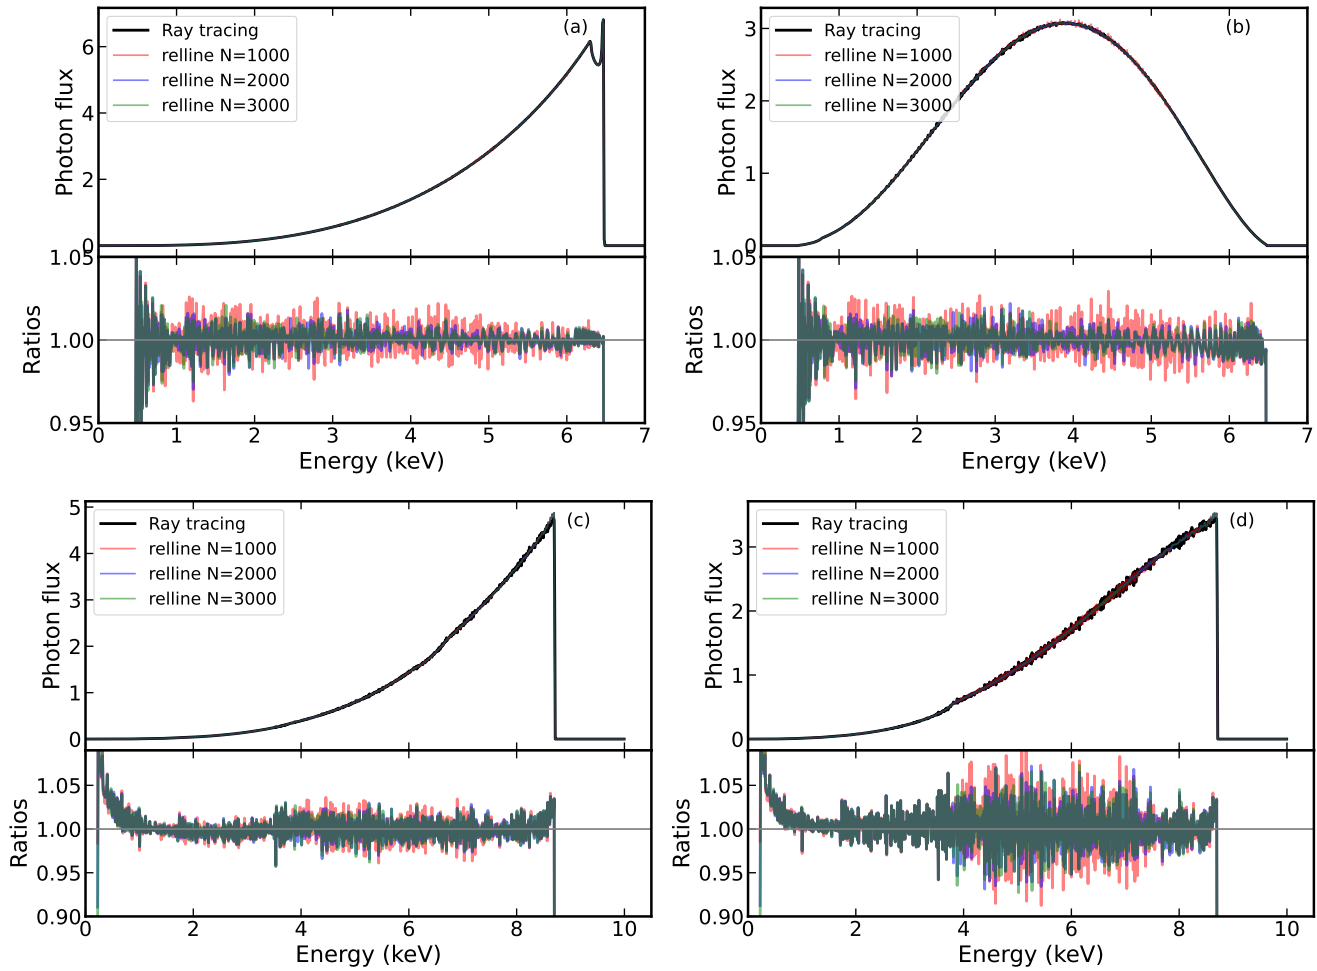 (a)
Ray tracing
relline N=1000
relline N=2000
relline N=3000
Photon flux
6
4
2
0
1.05
1.00
0.95
Ratios
0 1 2 3 4 5 6 7
Energy (keV)
(b)
Ray tracing
relline N=1000
relline N=2000
relline N=3000
Photon flux
3
2
1
0
1.05
1.00
0.95
Ratios
0 1 2 3 4 5 6 7
Energy (keV)
(c)
Ray tracing
relline N=1000
relline N=2000
relline N=3000
Photon flux
5
4
3
2
1
0
1.05
1.00
0.95
0.90
Ratios
0 2 4 6 8 10
Energy (keV)
(d)
Ray tracing
relline N=1000
relline N=2000
relline N=3000
Photon flux
3
2
1
0
1.05
1.00
0.95
0.90
Ratios
0 2 4 6 8 10
Energy (keV)